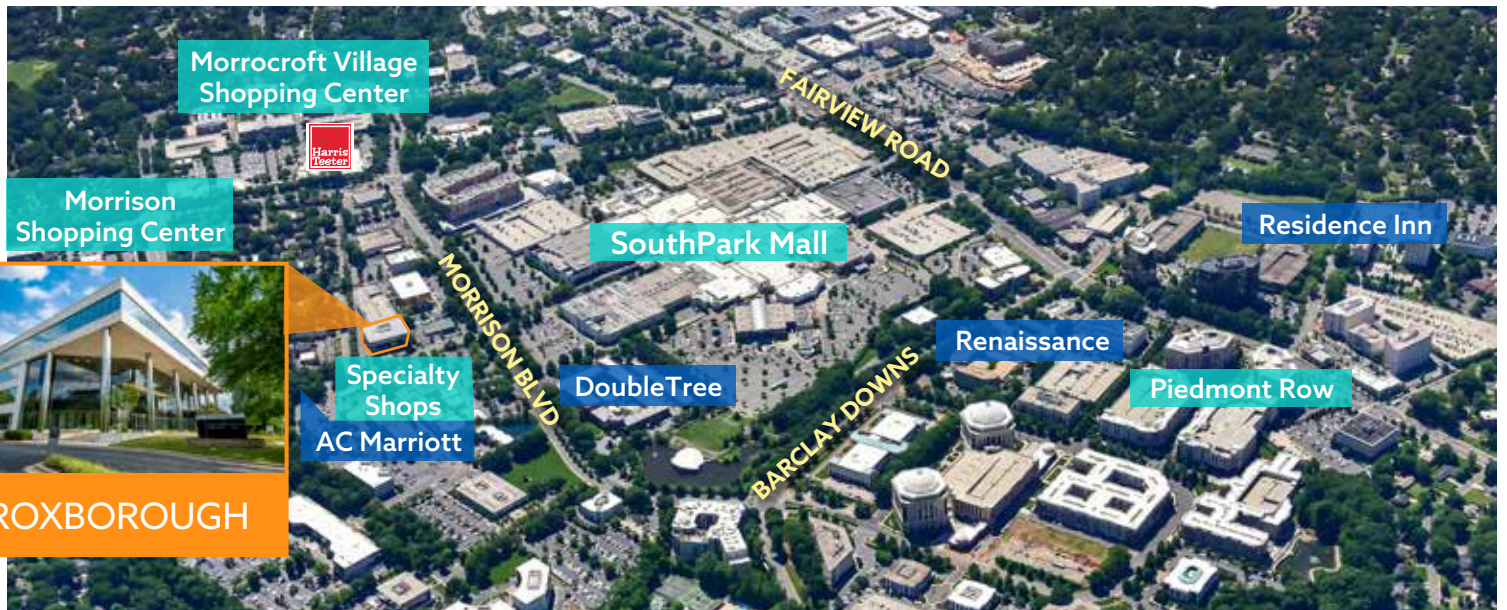 Morrocroft Village
Shopping Center
Harris
Teeter
FAIRVIEW ROAD
Morrison
Shopping Center
SouthPark Mall
Residence Inn
MORRISON BLVD
Renaissance
Specialty
Shops
DoubleTree
Piedmont Row
AC Marriott
BARCLAY DOWNS
ROXBOROUGH